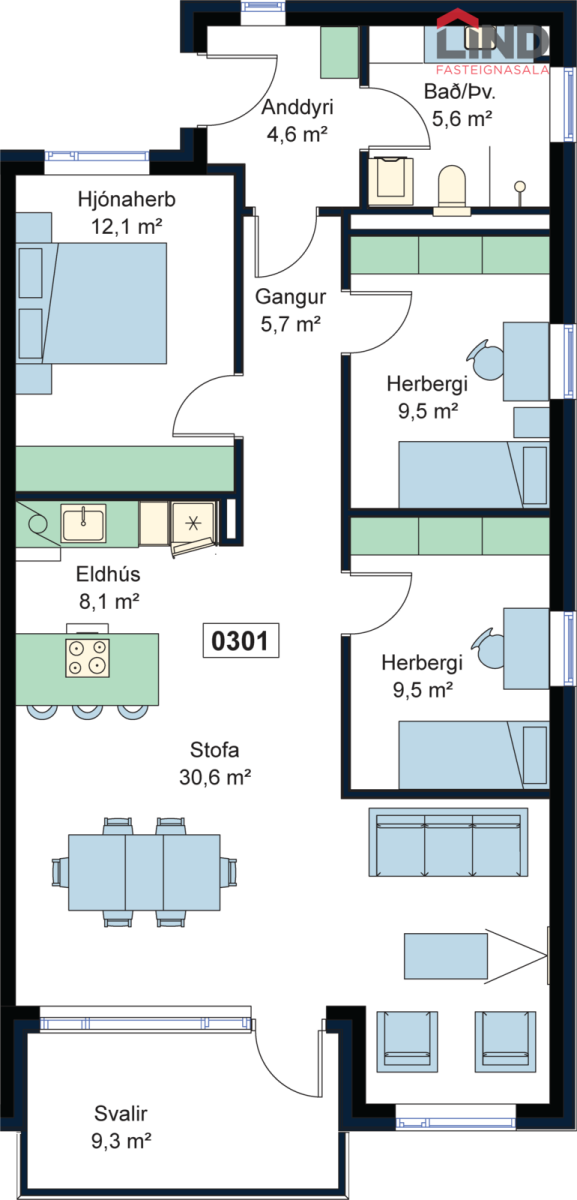 LIND
FASTEIGNASALA
Bað/Þv.
5,6 m²
Anddyri
4,6 m²
Hjónaherb
12,1 m²
Gangur
5,7 m²
Herbergi
9,5 m²
Eldhús
8,1 m²
0301
Herbergi
9,5 m²
Stofa
30,6 m²
Svalir
9,3 m²